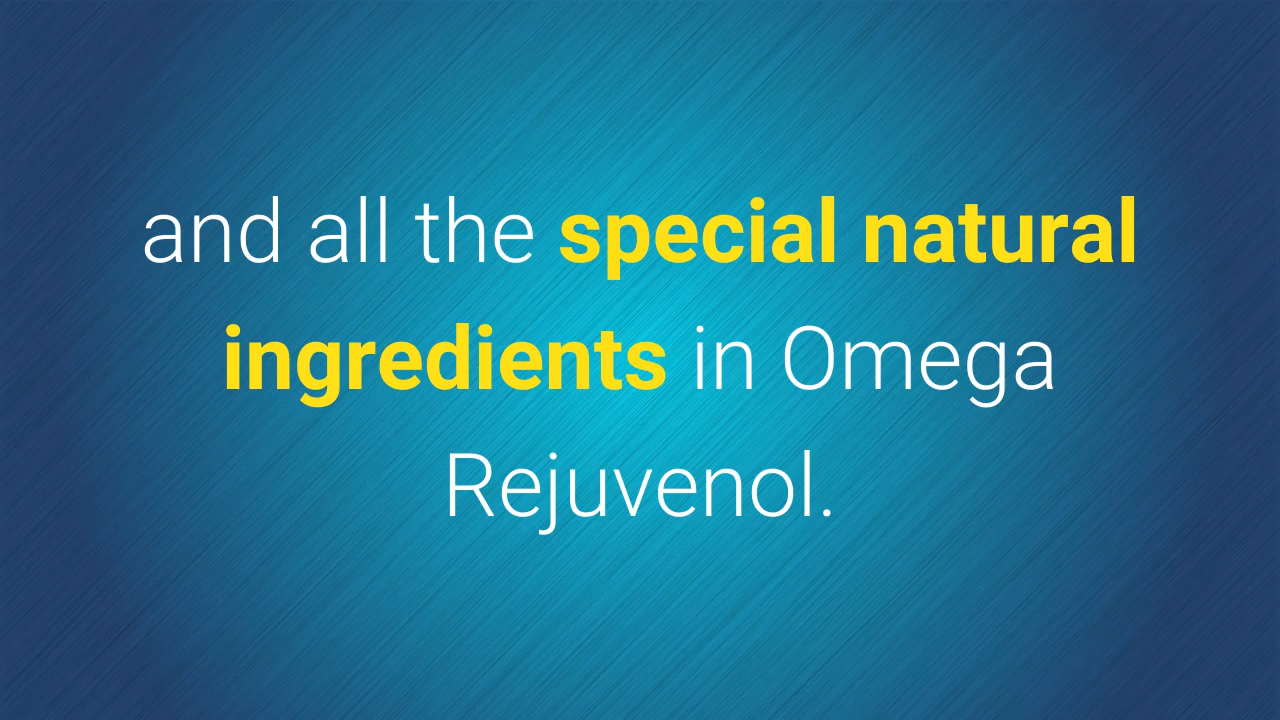 and all the special natural
ingredients in Omega
Rejuvenol.